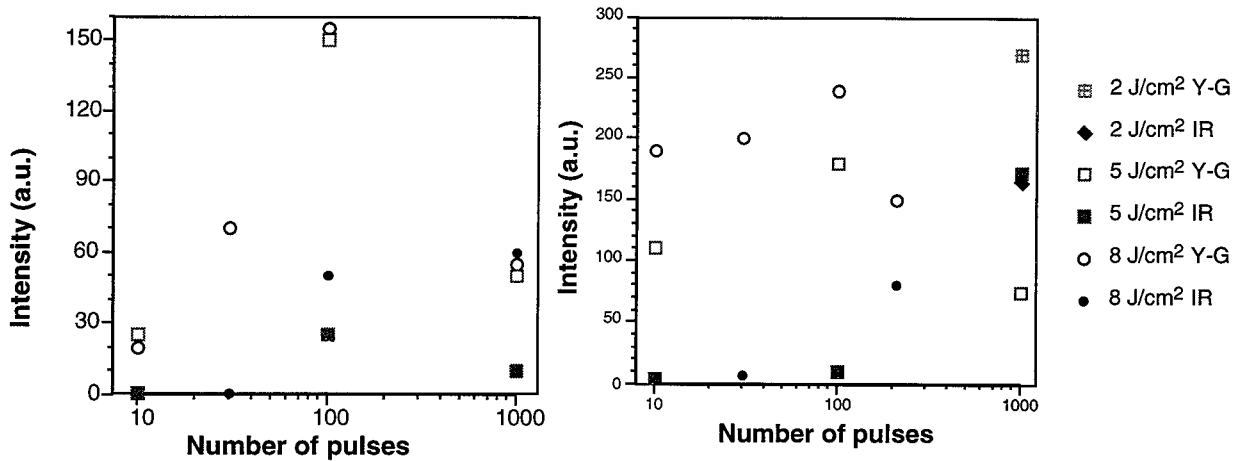 150
120
90
60
30
0
Intensity (a.u.)
10 100 1000
Number of pulses
300
250
200
150
100
50
0
Intensity (a.u.)
10 100 1000
Number of pulses
2 J/cm² Y-G
2 J/cm² IR
5 J/cm² Y-G
5 J/cm² IR
8 J/cm² Y-G
8 J/cm² IR